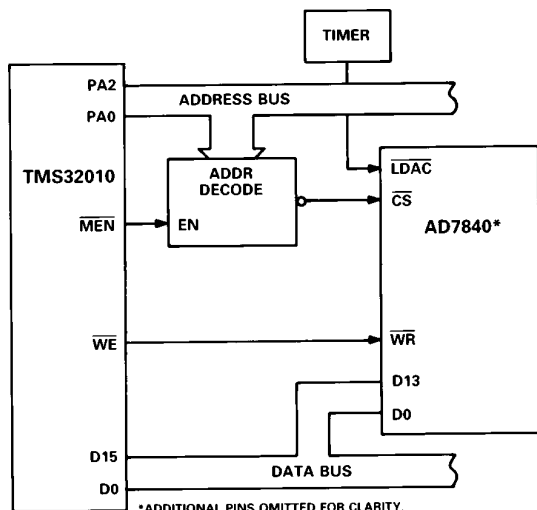 TIMER
PA2
ADDRESS BUS
PA0
TMS32010
ADDR
DECODE
LDAC
CS
MEN
EN
AD7840*
WE
WR
D13
D0
D15
DATA BUS
D0
*ADDITIONAL PINS OMITTED FOR CLARITY.